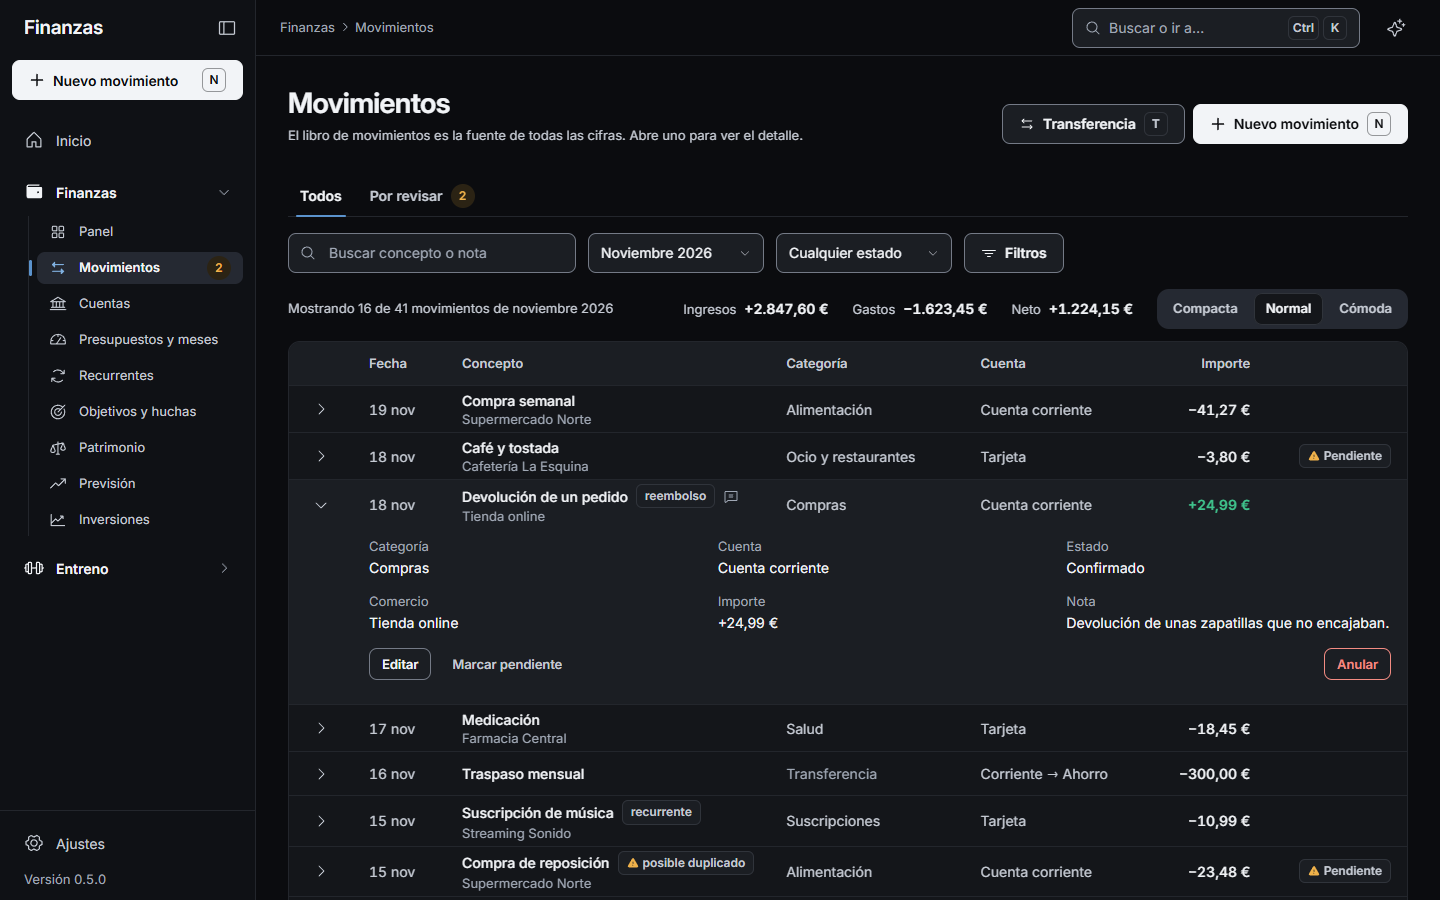 Finanzas
Nuevo movimiento N
Inicio
Finanzas
Panel
Movimientos 2
Cuentas
Presupuestos y meses
Recurrentes
Objetivos y huchas
Patrimonio
Previsión
Inversiones
Entreno
Ajustes
Versión 0.5.0
Finanzas > Movimientos
Buscar o ir a... Ctrl K
Movimientos
El libro de movimientos es la fuente de todas las cifras. Abre uno para ver el detalle.
Transferencia T
Nuevo movimiento N
Todos Por revisar 2
Buscar concepto o nota Noviembre 2026 Cualquier estado Filtros
Mostrando 16 de 41 movimientos de noviembre 2026 Ingresos +2.847,60 € Gastos −1.623,45 € Neto +1.224,15 € Compacta Normal Cómoda
Fecha Concepto Categoría Cuenta Importe
19 nov Compra semanal Alimentación Cuenta corriente −41,27 €
Supermercado Norte
18 nov Café y tostada Ocio y restaurantes Tarjeta −3,80 € Pendiente
Cafetería La Esquina
18 nov Devolución de un pedido reembolso Compras Cuenta corriente +24,99 €
Tienda online
Categoría Cuenta Estado
Compras Cuenta corriente Confirmado
Comercio Importe Nota
Tienda online +24,99 € Devolución de unas zapatillas que no encajaban.
Editar Marcar pendiente Anular
17 nov Medicación Salud Tarjeta −18,45 €
Farmacia Central
16 nov Traspaso mensual Transferencia Corriente → Ahorro −300,00 €
15 nov Suscripción de música recurrente Suscripciones Tarjeta −10,99 €
Streaming Sonido
15 nov Compra de reposición posible duplicado Alimentación Cuenta corriente −23,48 € Pendiente
Supermercado Norte